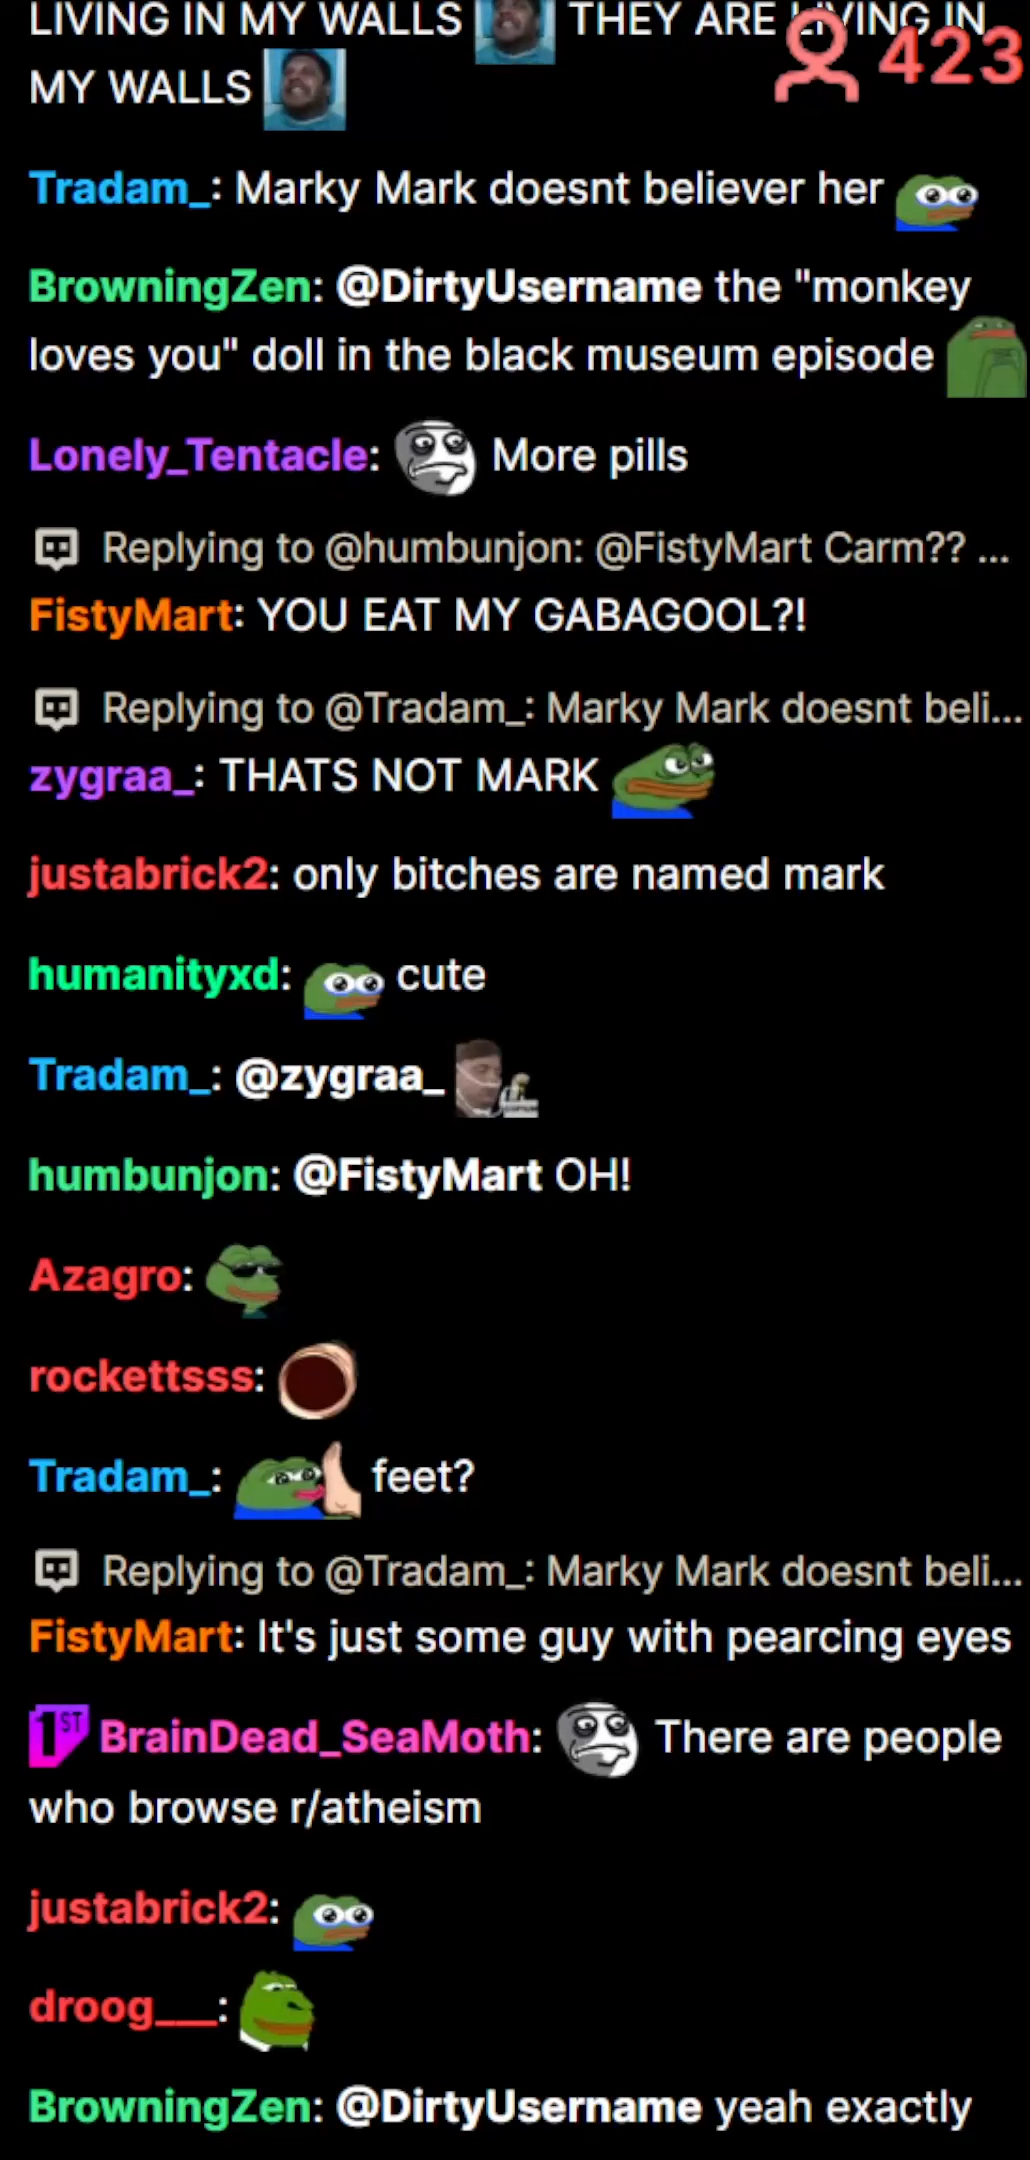 LIVING IN MY WALLS THEY ARE LIVING IN
423
MY WALLS
Tradam_: Marky Mark doesnt believer her
BrowningZen: @DirtyUsername the "monkey
loves you" doll in the black museum episode
Lonely_Tentacle: More pills
Replying to @humbunjon: @FistyMart Carm?? ...
FistyMart: YOU EAT MY GABAGOOL?!
Replying to @Tradam_: Marky Mark doesnt beli...
zygraa_: THATS NOT MARK
justabrick2: only bitches are named mark
humanityxd: cute
Tradam_: @zygraa_
humbunjon: @FistyMart OH!
Azagro:
rockettsss:
Tradam_: feet?
Replying to @Tradam_: Marky Mark doesnt beli...
FistyMart: It's just some guy with pearcing eyes
1ST BrainDead_SeaMoth: There are people
who browse r/atheism
justabrick2:
droog___:
BrowningZen: @DirtyUsername yeah exactly